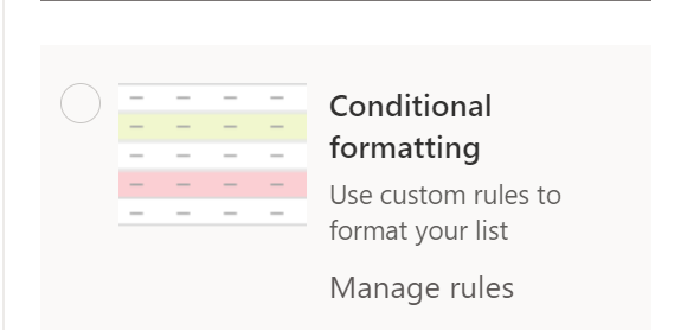 Conditional
formatting
Use custom rules to
format your list
Manage rules